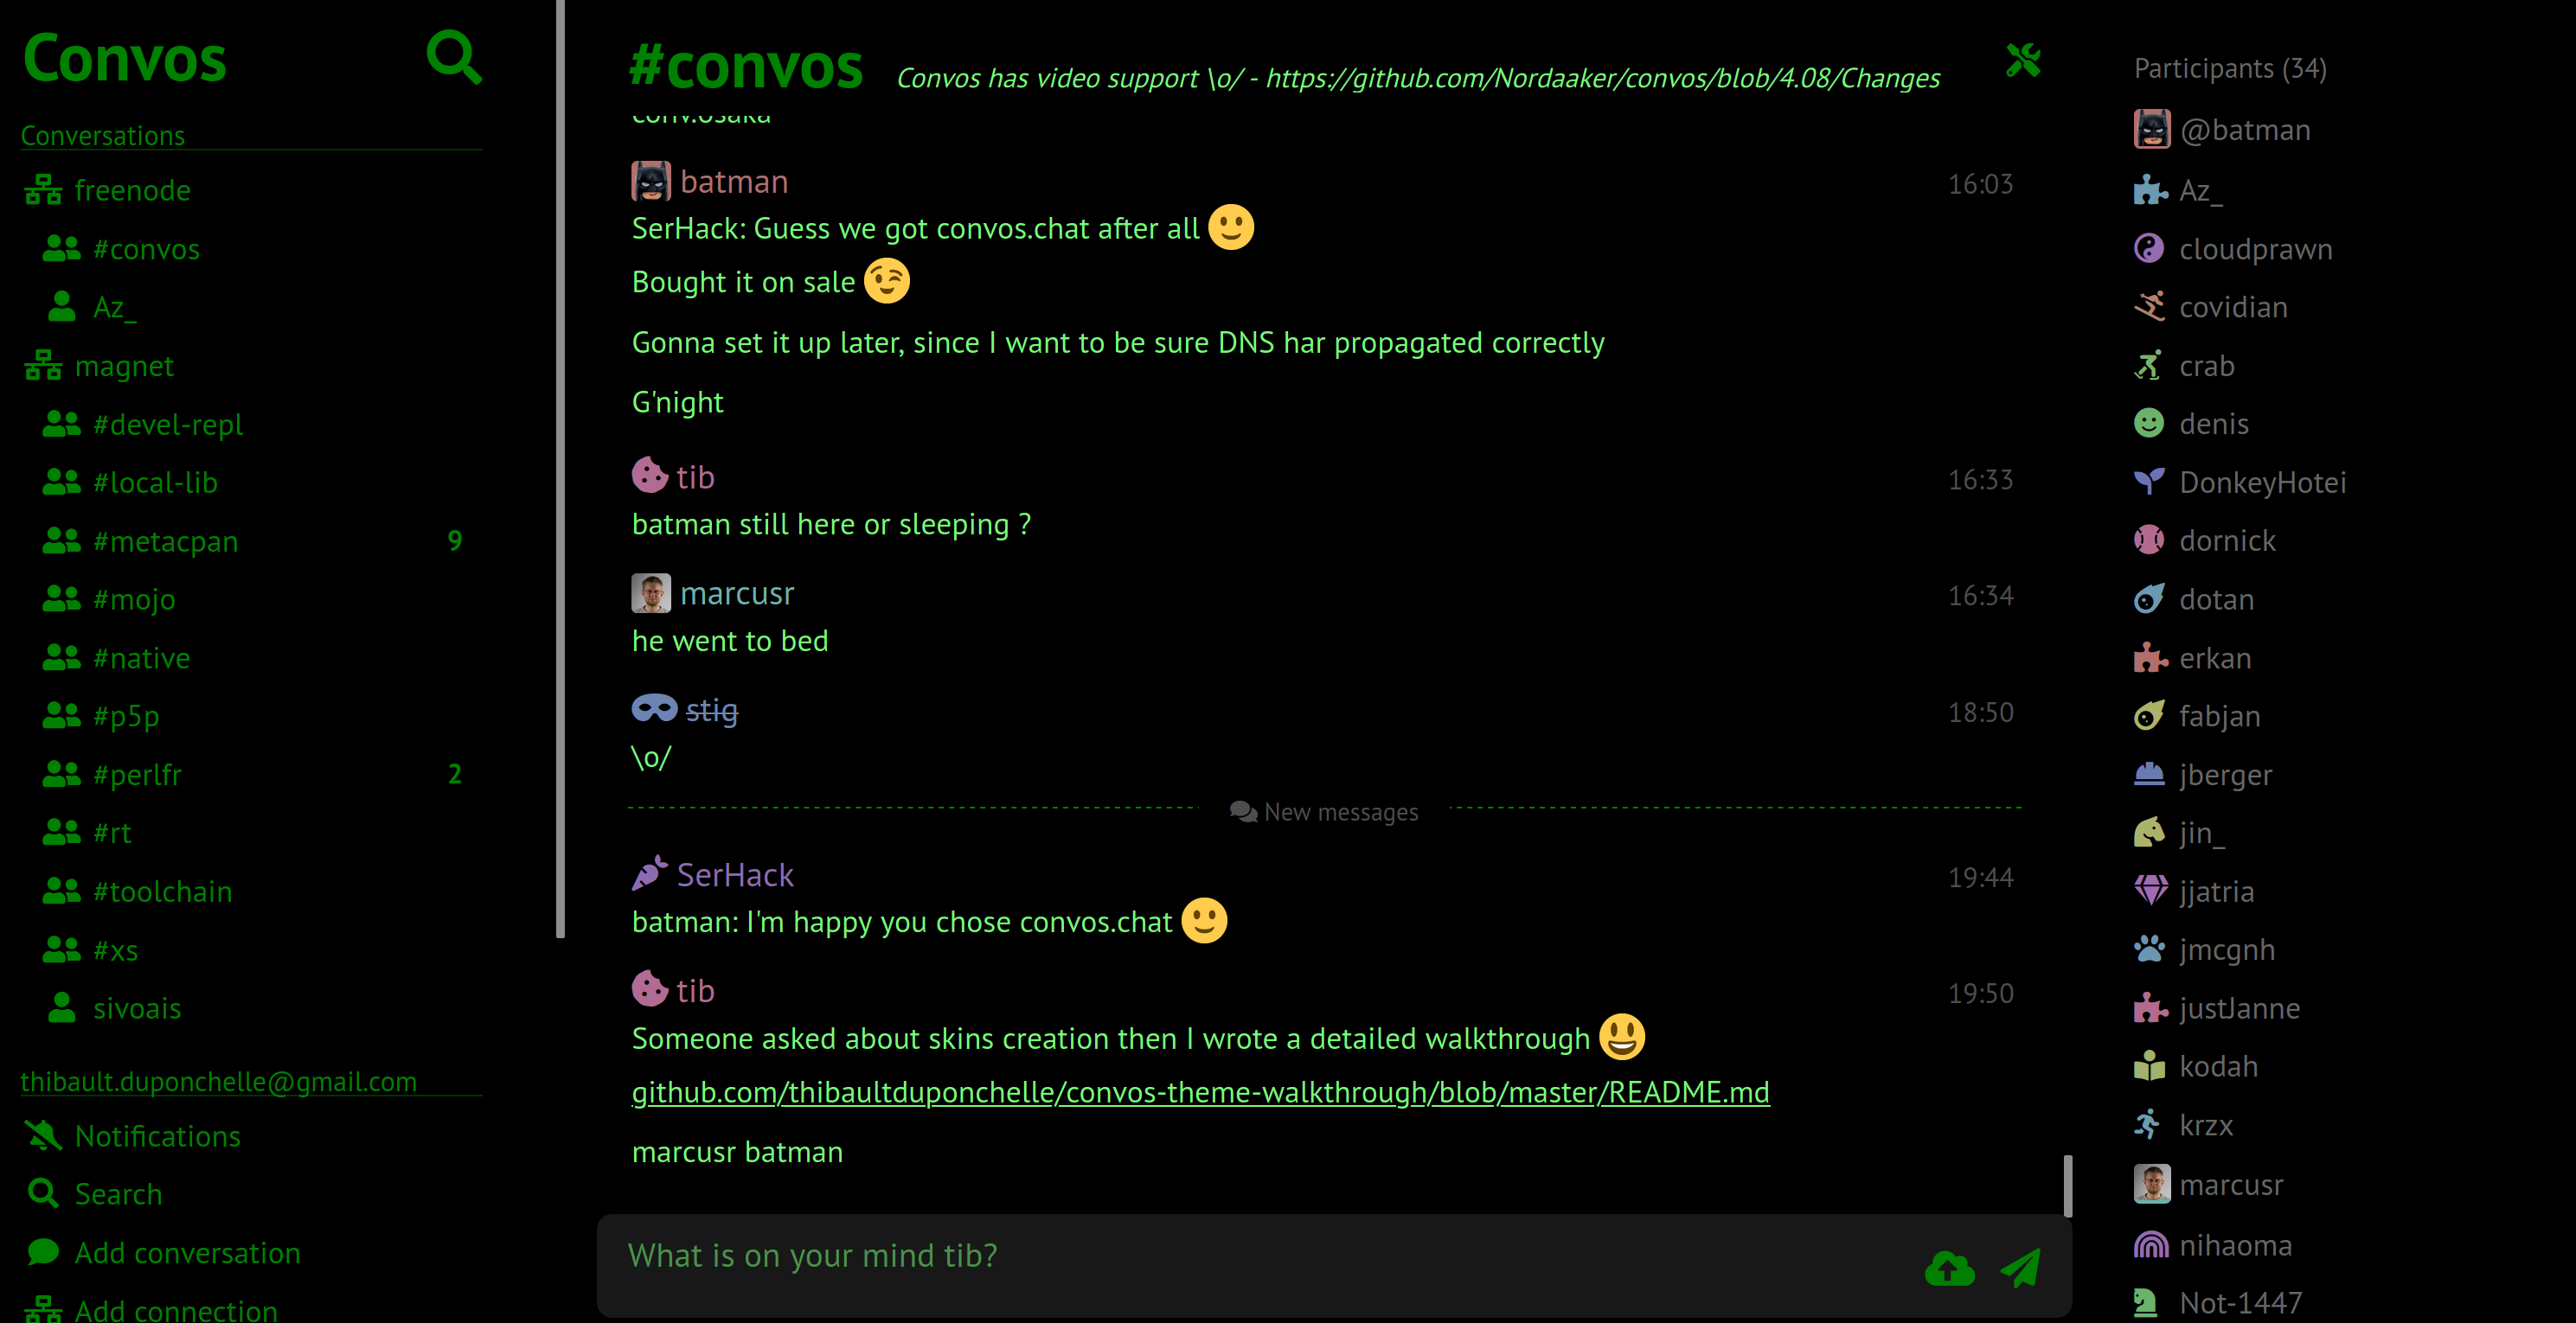 Convos
Conversations
freenode
#convos
Az_
magnet
#devel-repl
#local-lib
#metacpan 9
#mojo
#native
#p5p
#perlfr 2
#rt
#toolchain
#xs
sivoais
thibault.duponchelle@gmail.com
Notifications
Search
Add conversation
Add connection
#convos Convos has video support \o/ - https://github.com/Nordaaker/convos/blob/4.08/Changes
conv.osaka
batman 16:03
SerHack: Guess we got convos.chat after all
Bought it on sale
Gonna set it up later, since I want to be sure DNS har propagated correctly
G'night
tib 16:33
batman still here or sleeping ?
marcusr 16:34
he went to bed
stig 18:50
\o/
New messages
SerHack 19:44
batman: I'm happy you chose convos.chat
tib 19:50
Someone asked about skins creation then I wrote a detailed walkthrough
github.com/thibaultduponchelle/convos-theme-walkthrough/blob/master/README.md
marcusr batman
What is on your mind tib?
Participants (34)
@batman
Az_
cloudprawn
covidian
crab
denis
DonkeyHotei
dornick
dotan
erkan
fabjan
jberger
jin_
jjatria
jmcgnh
justJanne
kodah
krzx
marcusr
nihaoma
Not-1447